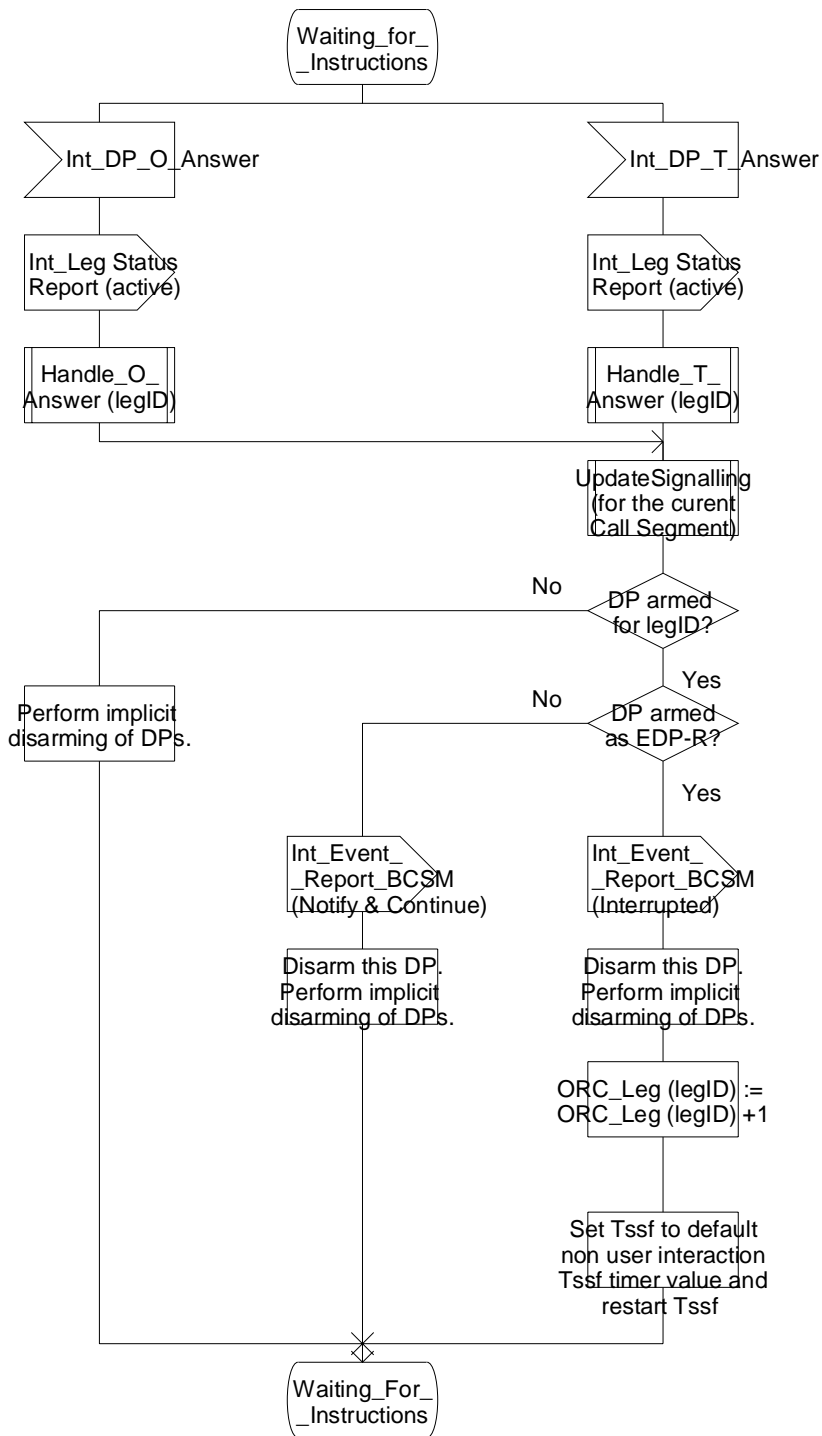 Waiting_for_
_Instructions
Int_DP_O_Answer
Int_DP_T_Answer
Int_Leg Status
Report (active)
Int_Leg Status
Report (active)
Handle_O_
Answer (legID)
Handle_T_
Answer (legID)
UpdateSignalling
(for the curent
Call Segment)
No
DP armed
for legID?
Yes
Perform implicit
disarming of DPs.
No
DP armed
as EDP-R?
Yes
Int_Event_
_Report_BCSM
(Notify & Continue)
Int_Event_
_Report_BCSM
(Interrupted)
Disarm this DP.
Perform implicit
disarming of DPs.
Disarm this DP.
Perform implicit
disarming of DPs.
ORC_Leg (legID) :=
ORC_Leg (legID) +1
Set Tssf to default
non user interaction
Tssf timer value and
restart Tssf
Waiting_For_
_Instructions